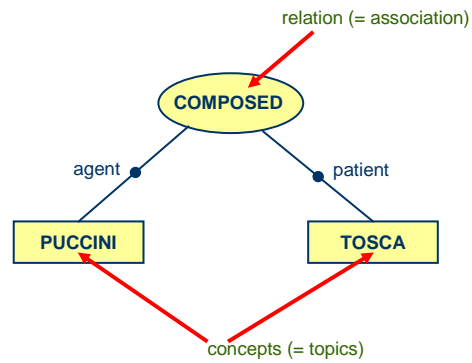 relation (= association)
COMPOSED
agent
patient
PUCCINI
TOSCA
concepts (= topics)